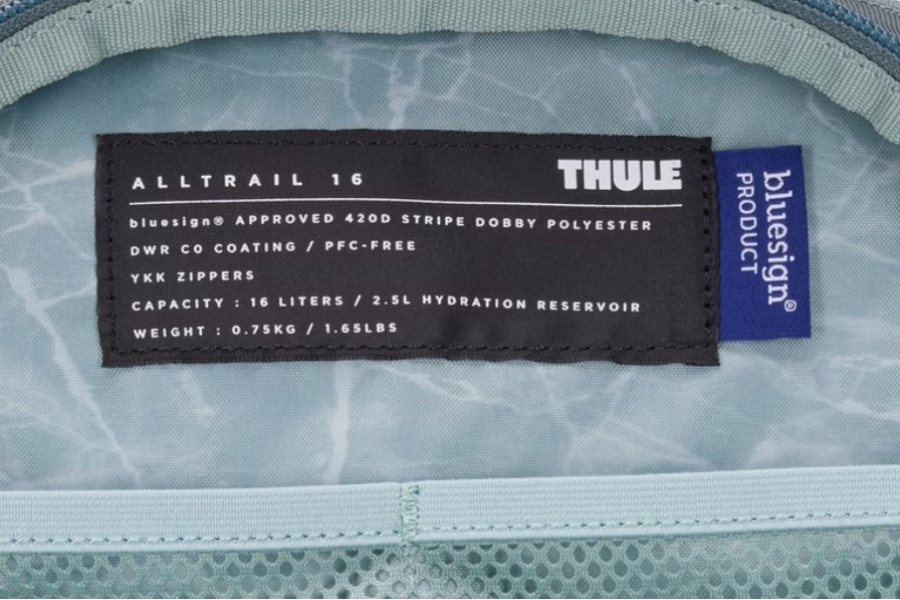 ALLTRAIL 16
THULE
bluesign® APPROVED 420D STRIPE DOBBY POLYESTER
DWR C0 COATING / PFC-FREE
YKK ZIPPERS
CAPACITY : 16 LITERS / 2.5L HYDRATION RESERVOIR
WEIGHT : 0.75KG / 1.65LBS
bluesign®
PRODUCT